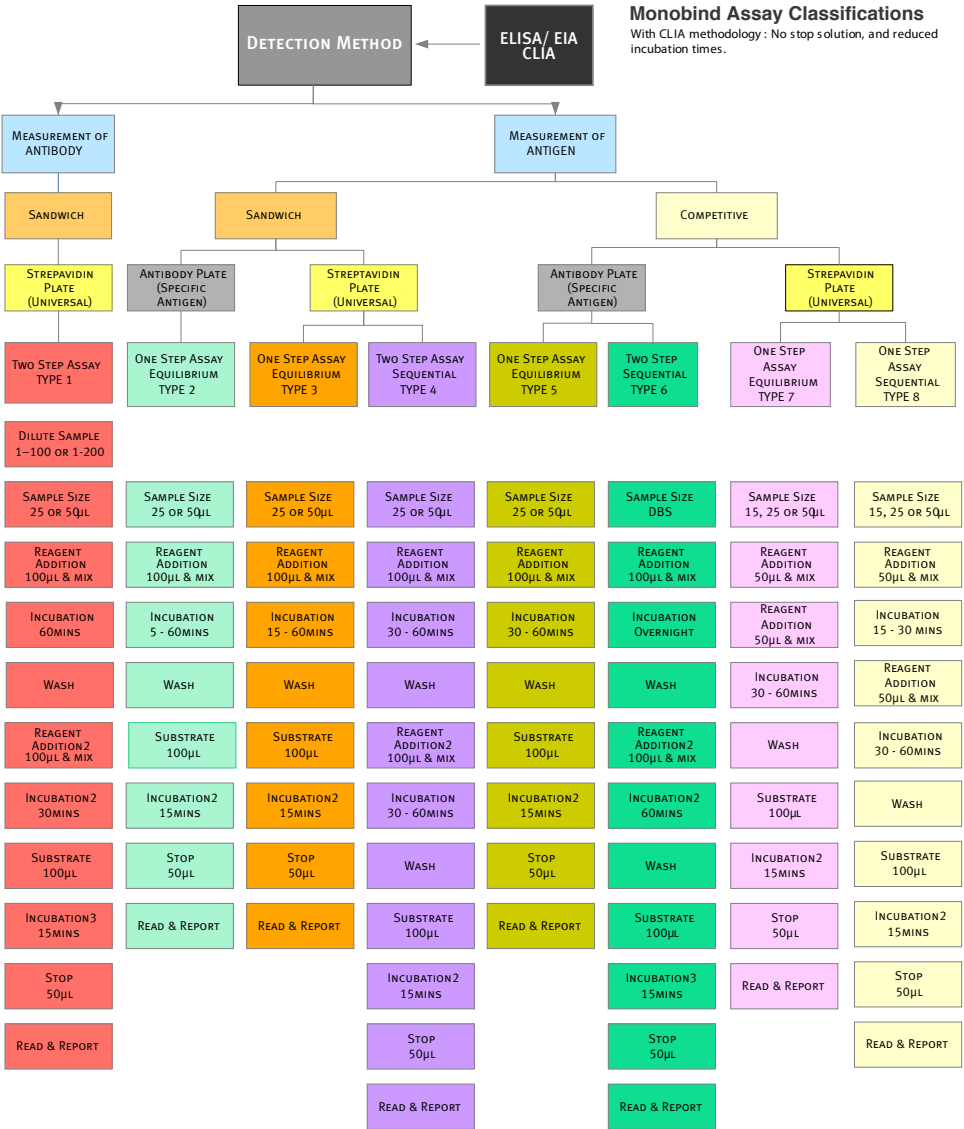 Monobind Assay Classifications
With CLIA methodology : No stop solution, and reduced
incubation times.
Detection Method
ELISA/ EIA
CLIA
Measurement of
ANTIBODY
Measurement of
ANTIGEN
Sandwich
Sandwich
Competitive
Strepavidin
Plate
(Universal)
Antibody Plate
(Specific
Antigen)
Streptavidin
Plate
(Universal)
Antibody Plate
(Specific
Antigen)
Strepavidin
Plate
(Universal)
Two Step Assay
TYPE 1
One Step Assay
Equilibrium
TYPE 2
One Step Assay
Equilibrium
TYPE 3
Two Step Assay
Sequential
TYPE 4
One Step Assay
Equilibrium
TYPE 5
Two Step
Sequential
TYPE 6
One Step
Assay
Equilibrium
TYPE 7
One Step
Assay
Sequential
TYPE 8
Dilute Sample
1–100 or 1-200
Sample Size
25 or 50µl
Sample Size
25 or 50µl
Sample Size
25 or 50µl
Sample Size
25 or 50µl
Sample Size
25 or 50µl
Sample Size
DBS
Sample Size
15, 25 or 50µl
Sample Size
15, 25 or 50µl
Reagent
Addition
100µl & mix
Reagent
Addition
100µl & mix
Reagent
Addition
100µl & mix
Reagent
Addition
100µl & mix
Reagent
Addition
100µl & mix
Reagent
Addition
100µl & mix
Reagent
Addition
50µl & mix
Reagent
Addition
50µl & mix
Incubation
60mins
Incubation
5 - 60mins
Incubation
15 - 60mins
Incubation
30 - 60mins
Incubation
30 - 60mins
Incubation
Overnight
Reagent
Addition
50µl & mix
Incubation
15 - 30 mins
Wash
Wash
Wash
Wash
Wash
Wash
Incubation
30 - 60mins
Reagent
Addition
50µl & mix
Reagent
Addition2
100µl & mix
Substrate
100µl
Substrate
100µl
Reagent
Addition2
100µl & mix
Substrate
100µl
Reagent
Addition2
100µl & mix
Wash
Incubation
30 - 60mins
Incubation2
30mins
Incubation2
15mins
Incubation2
15mins
Incubation
30 - 60mins
Incubation2
15mins
Incubation2
60mins
Substrate
100µl
Wash
Substrate
100µl
Stop
50µl
Stop
50µl
Wash
Stop
50µl
Wash
Incubation2
15mins
Substrate
100µl
Incubation3
15mins
Read & Report
Read & Report
Substrate
100µl
Read & Report
Substrate
100µl
Stop
50µl
Incubation2
15mins
Stop
50µl
Incubation2
15mins
Incubation3
15mins
Read & Report
Stop
50µl
Read & Report
Stop
50µl
Stop
50µl
Read & Report
Read & Report
Read & Report